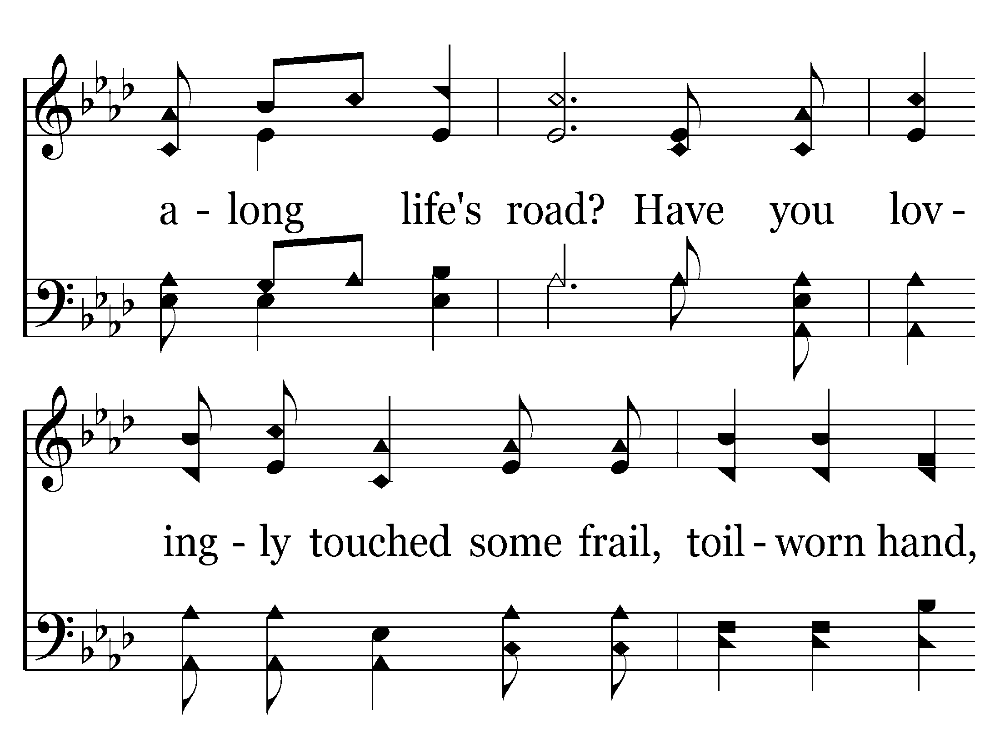 a - long life's road? Have you lov -
ing - ly touched some frail, toil - worn hand,